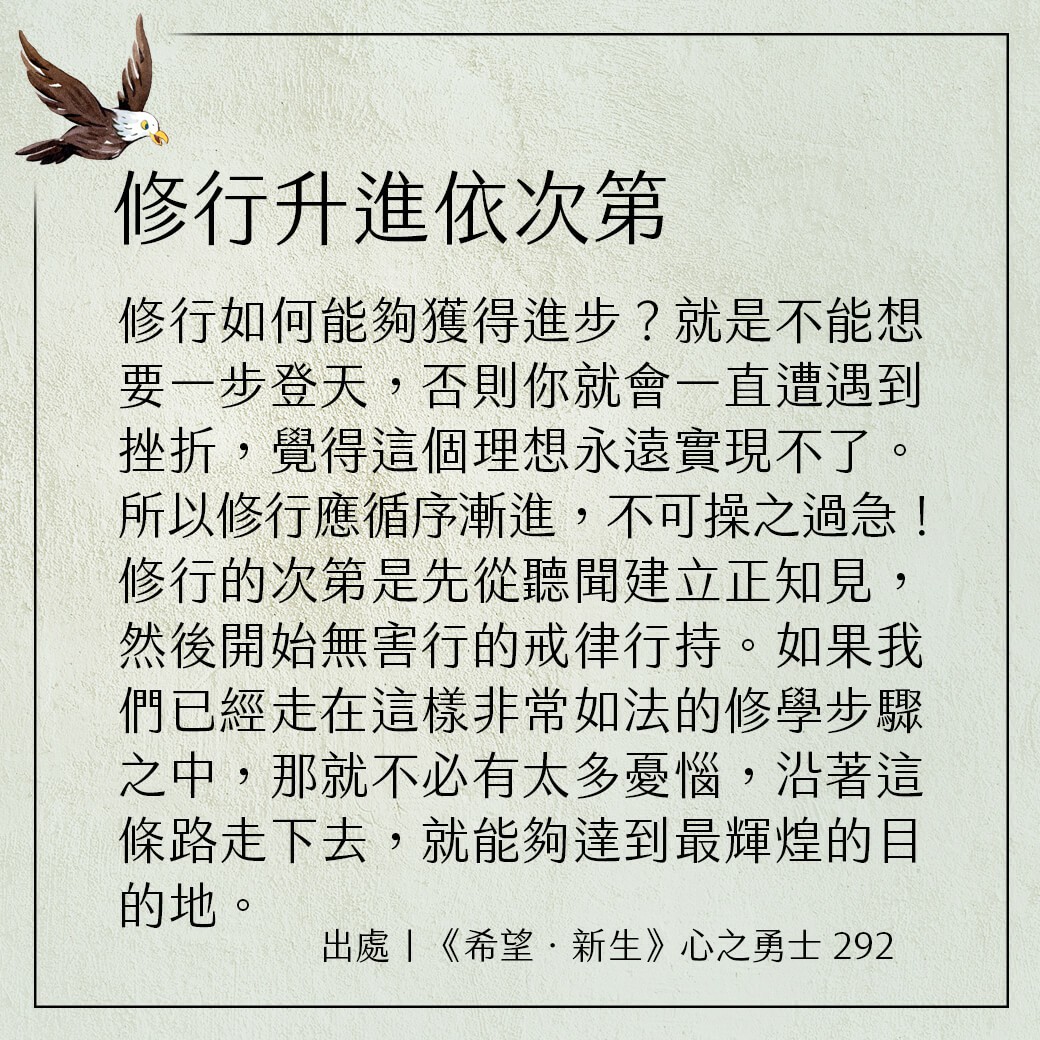 修行升進依次第
修行如何能夠獲得進步？就是不能想
要一步登天，否則你就會一直遭遇到
挫折，覺得這個理想永遠實現不了。
所以修行應循序漸進，不可操之過急！
修行的次第是先從聽聞建立正知見，
然後開始無害行的戒律行持。如果我
們已經走在這樣非常如法的修學步驟
之中，那就不必有太多憂惱，沿著這
條路走下去，就能夠達到最輝煌的目
的地。
出處｜《希望．新生》心之勇士 292